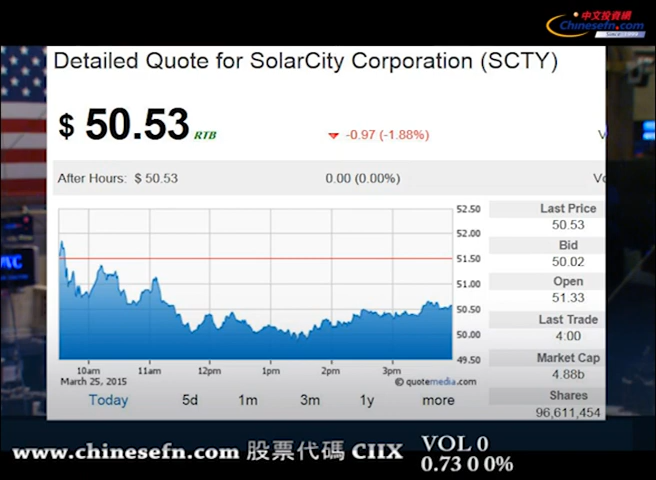 中文投資網
Chinesefn.com
Detailed Quote for SolarCity Corporation (SCTY)
$ 50.53 RTB
-0.97 (-1.88%)
After Hours: $ 50.53
0.00 (0.00%)
52.50
52.00
51.50
51.00
50.50
50.00
49.50
10am 11am 12pm 1pm 2pm 3pm
March 25, 2015
© quotemedia.com
Today 5d 1m 3m 1y more
Last Price
50.53
Bid
50.02
Open
51.33
Last Trade
4:00
Market Cap
4.88b
Shares
96,611,454
www.chinesefn.com 股票代碼 CIIX
VOL 0
0.73 0 0%